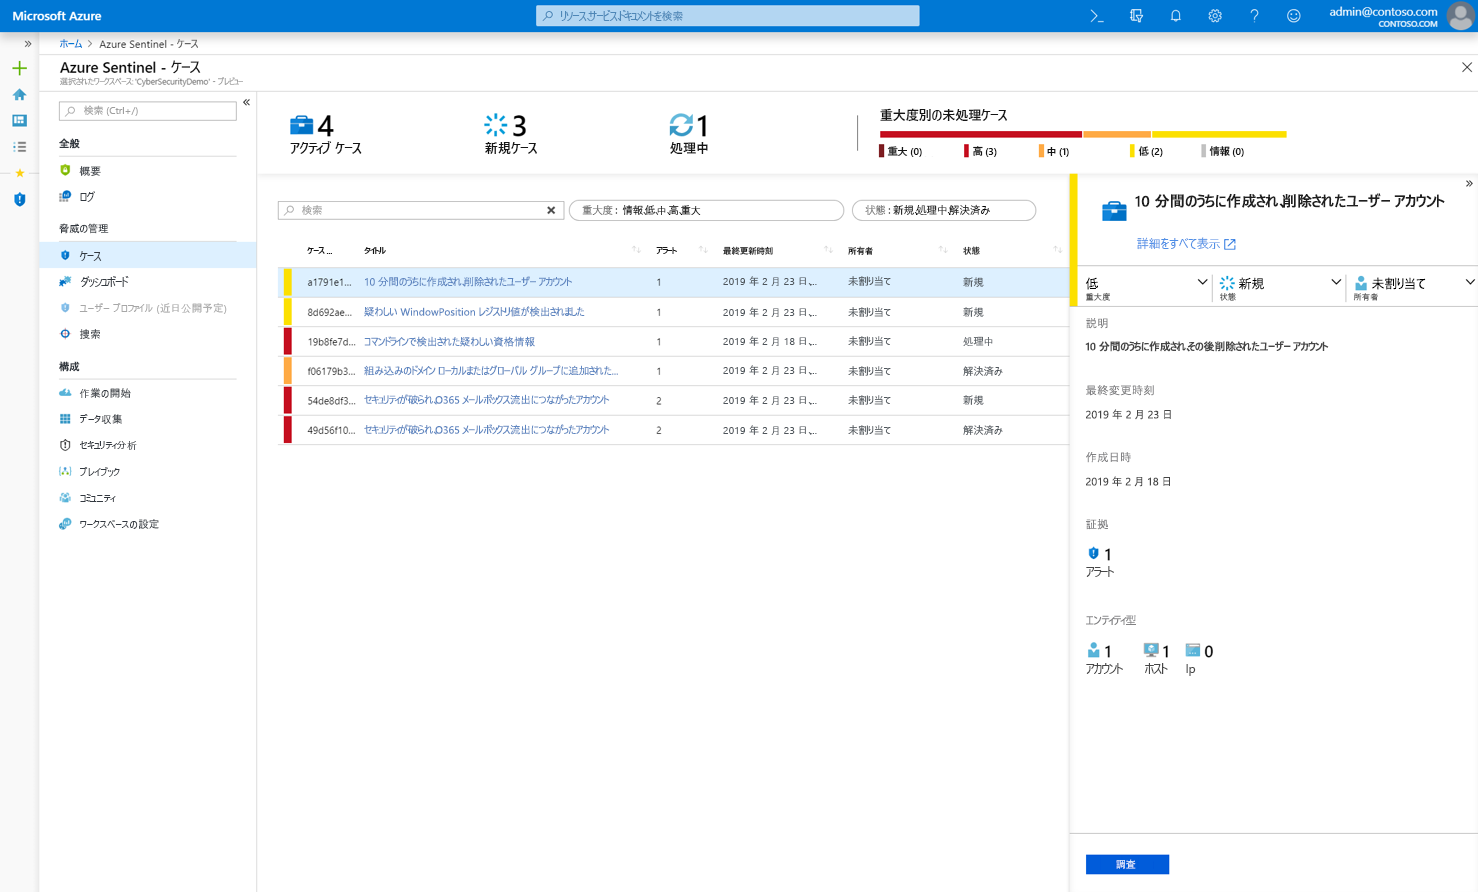 Microsoft Azure
リソース,サービス,ドキュメントを検索
admin@contoso.com
CONTOSO.COM
ホーム > Azure Sentinel - ケース
Azure Sentinel - ケース
選択されたワークスペース: 'CyberSecurityDemo' - プレビュー
検索 (Ctrl+/)
全般
概要
ログ
脅威の管理
ケース
ダッシュボード
ユーザー プロファイル (近日公開予定)
捜索
構成
作業の開始
データ収集
セキュリティ分析
プレイブック
コミュニティ
ワークスペースの設定
4
アクティブ ケース
3
新規ケース
1
処理中
重大度別の未処理ケース
重大 (0) 高 (3) 中 (1) 低 (2) 情報 (0)
検索
重大度 : 情報,低,中,高,重大
状態 : 新規,処理中,解決済み
ケース ... タイトル アラート 最終更新時刻 所有者 状態
a1791e1... 10 分間のうちに作成され,削除されたユーザー アカウント 1 2019 年 2 月 23 日、... 未割り当て 新規
8d692ae... 疑わしい WindowPosition レジストリ値が検出されました 1 2019 年 2 月 23 日、... 未割り当て 新規
19b8fe7d... コマンドラインで検出された疑わしい資格情報 1 2019 年 2 月 18 日、... 未割り当て 処理中
f06179b3... 組み込みのドメイン ローカルまたはグローバル グループに追加された... 1 2019 年 2 月 23 日、... 未割り当て 解決済み
54de8df3... セキュリティが破られ,O365 メールボックス流出につながったアカウント 2 2019 年 2 月 23 日、... 未割り当て 新規
49d56f10... セキュリティが破られ,O365 メールボックス流出につながったアカウント 2 2019 年 2 月 23 日、... 未割り当て 解決済み
10 分間のうちに作成され,削除されたユーザー アカウント
詳細をすべて表示
低 新規 未割り当て
重大度 状態 所有者
説明
10 分間のうちに作成され,その後削除されたユーザー アカウント
最終変更時刻
2019 年 2 月 23 日
作成日時
2019 年 2 月 18 日
証拠
1
アラート
エンティティ型
1 1 0
アカウント ホスト Ip
調査